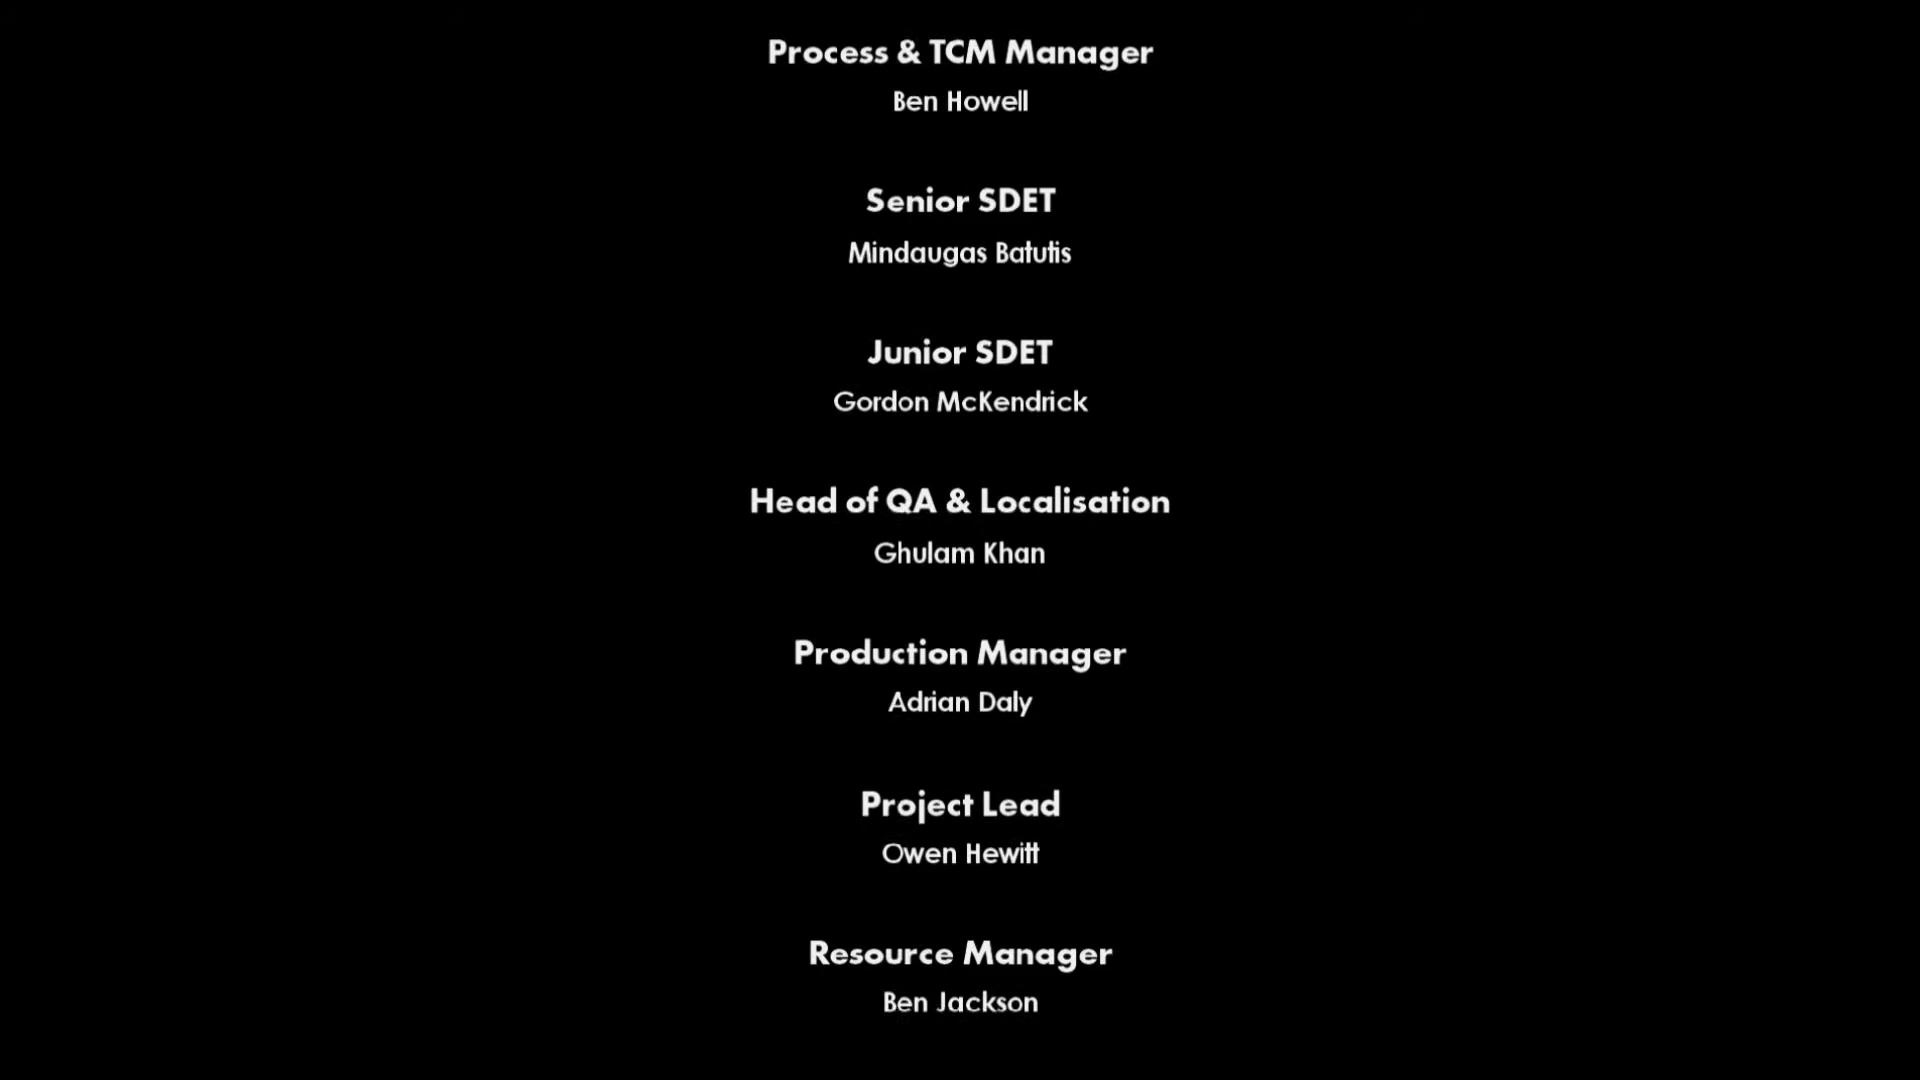 Process & TCM Manager
Ben Howell
Senior SDET
Mindaugas Batutis
Junior SDET
Gordon McKendrick
Head of QA & Localisation
Ghulam Khan
Production Manager
Adrian Daly
Project Lead
Owen Hewitt
Resource Manager
Ben Jackson